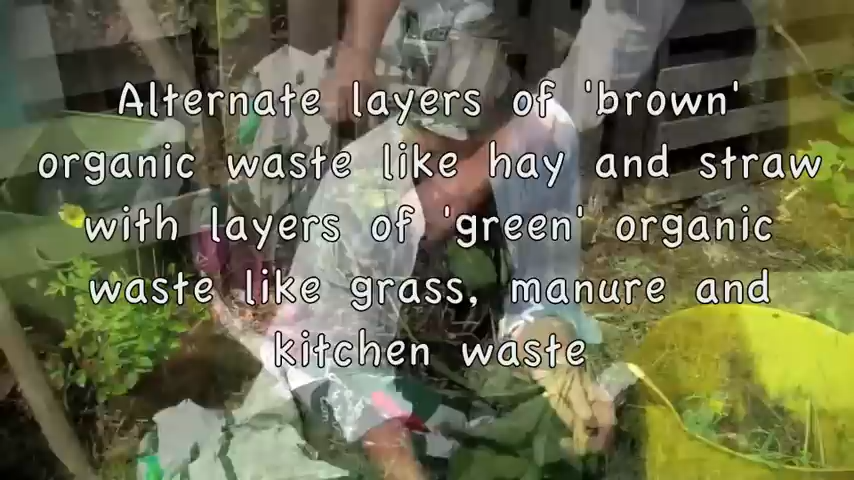 Alternate layers of 'brown'
organic waste like hay and straw
with layers of 'green' organic
waste like grass, manure and
kitchen waste